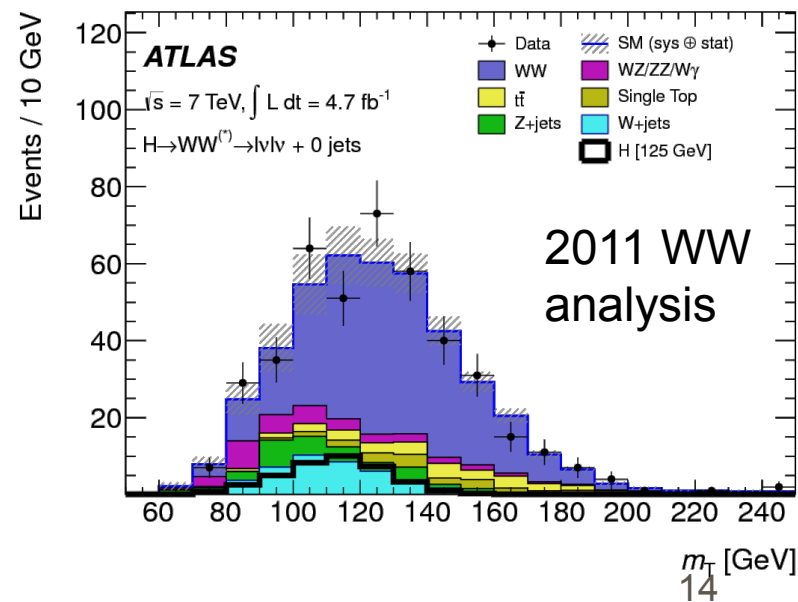 Events / 10 GeV
120
100
80
60
40
20
ATLAS
√s = 7 TeV, ∫ L dt = 4.7 fb⁻¹
H→WW⁽*⁾→lνlν + 0 jets
Data
SM (sys ⊕ stat)
WW
WZ/ZZ/Wγ
tt̄
Single Top
Z+jets
W+jets
H [125 GeV]
2011 WW
analysis
60 80 100 120 140 160 180 200 220 240
m_T [GeV]
14